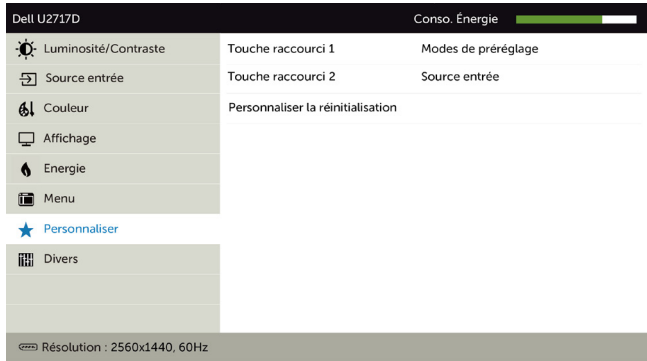 Dell U2717D Conso. Énergie
Luminosité/Contraste Touche raccourci 1 Modes de préréglage
Source entrée Touche raccourci 2 Source entrée
Couleur Personnaliser la réinitialisation
Affichage
Energie
Menu
Personnaliser
Divers
Résolution : 2560x1440, 60Hz